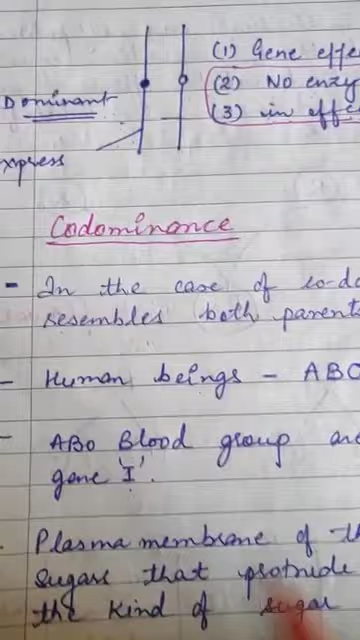 (1) Gene effe
Dominant (2) No enzy
(3) in effe
express
Codominance
- In the case of co-do
resembles both parents
- Human beings - ABO
- ABO Blood group are
gene 'I'.
- Plasma membrane of th
sugars that protrude
the kind of sugar